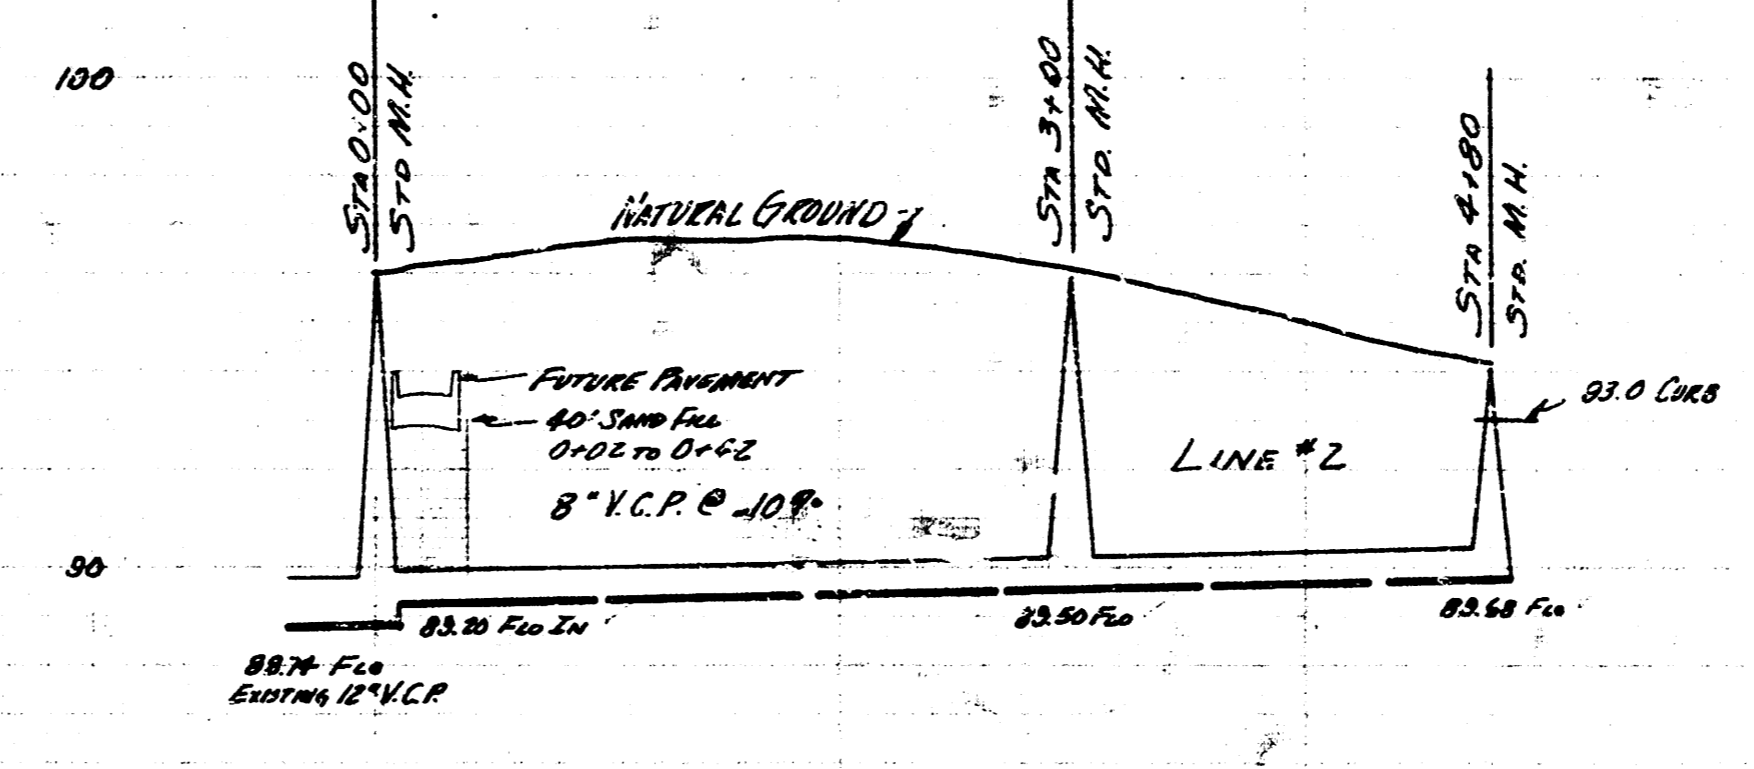 100
STA 0+00
STD M.H.
STA 3+00
STD. M.H.
STA 4+80
STD. M.H.
NATURAL GROUND
FUTURE PAVEMENT
40' SAND FILL
0+02 TO 0+42
93.0 CURB
LINE #2
8" V.C.P. @ .10%
90
89.20 FLO IN
89.50 FLO
89.68 FLO
88.74 FLO
EXISTING 12" V.C.P.